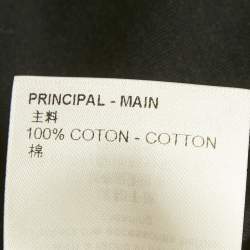 PRINCIPAL - MAIN
主料
100% COTON - COTTON
棉